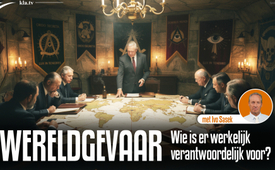 kla.tv
met Ivo Sasek
WERELDGEVAAR
Wie is er werkelijk
verantwoordelijk voor?